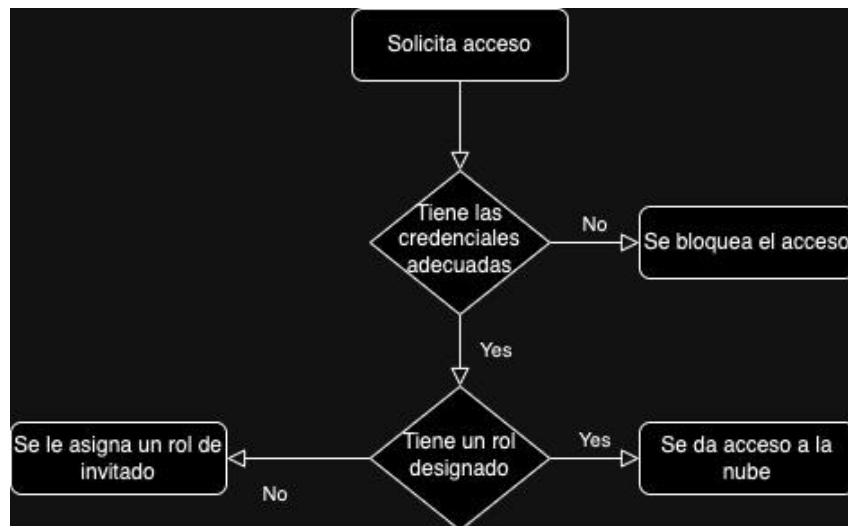 Solicita acceso
Tiene las
credenciales
adecuadas
No
Se bloquea el acceso
Yes
Se le asigna un rol de
invitado
No
Tiene un rol
designado
Yes
Se da acceso a la
nube